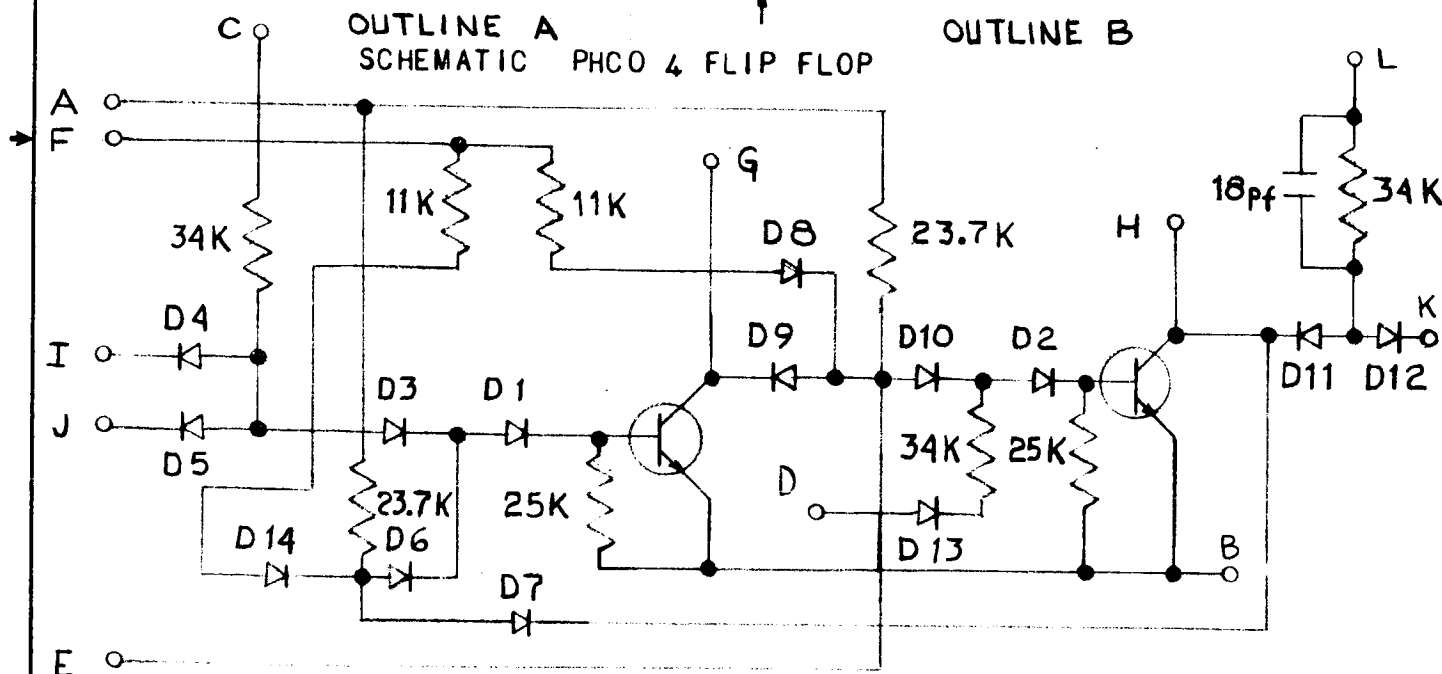 C OUTLINE A OUTLINE B
SCHEMATIC PHCO 4 FLIP FLOP
L
A
F
G
11K 11K 18pf 34K
34K D8 23.7K H
D4 K
I D9 D10 D2
D3 D1 D11 D12
J
D5 34K 25K
23.7K 25K D
D14 D6 D13 B
D7
E